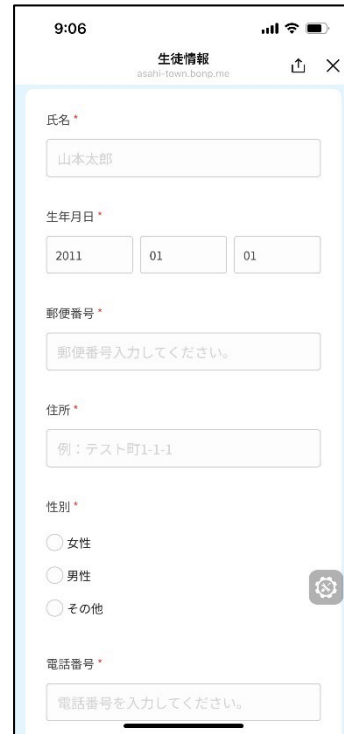 9:06
生徒情報
asahi-town.bonp.me
氏名*
山本太郎
生年月日*
2011 01 01
郵便番号*
郵便番号入力してください。
住所*
例：テスト町1-1-1
性別*
女性
男性
その他
電話番号*
電話番号を入力してください。